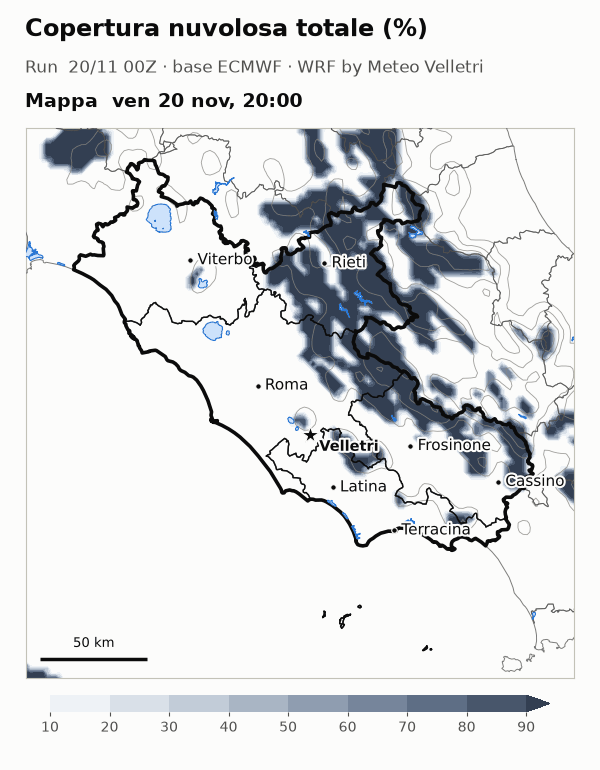 Copertura nuvolosa totale (%)
Run  20/11 00Z · base ECMWF · WRF by Meteo Velletri
Mappa  ven 20 nov, 20:00
Viterbo
Rieti
Roma
Velletri
Frosinone
Latina
Cassino
Terracina
50 km
10 20 30 40 50 60 70 80 90